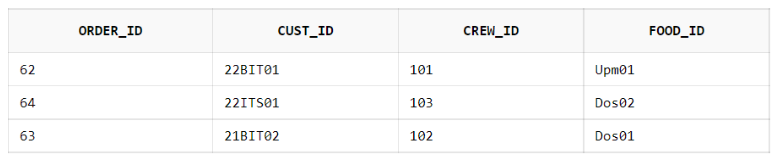 ORDER_ID CUST_ID CREW_ID FOOD_ID
62 22BIT01 101 Upm01
64 22ITS01 103 Dos02
63 21BIT02 102 Dos01